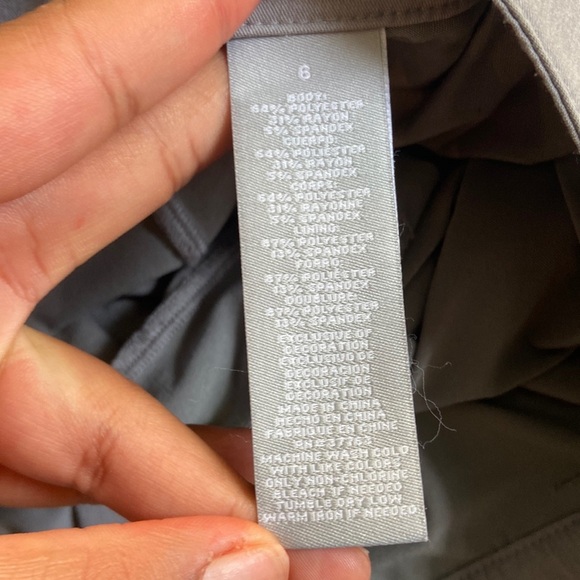 6
BODY:
64% POLYESTER
31% RAYON
5% SPANDEX
CUERPO:
64% POLIESTER
31% RAYON
5% SPANDEX
CORPS:
64% POLYESTER
31% RAYONNE
5% SPANDEX
LINING:
87% POLYESTER
13% SPANDEX
FORRO:
87% POLIÉSTER
13% SPANDEX
DOUBLURE:
87% POLYESTER
13% SPANDEX
EXCLUSIVE OF
DECORATION
EXCLUSIVO DE
DECORACION
EXCLUSIF DE
DECORATION
MADE IN CHINA
HECHO EN CHINA
FABRIQUE EN CHINE
RN#37763
MACHINE WASH COLD
WITH LIKE COLORS
ONLY NON-CHLORINE
BLEACH IF NEEDED
TUMBLE DRY LOW
WARM IRON IF NEEDED